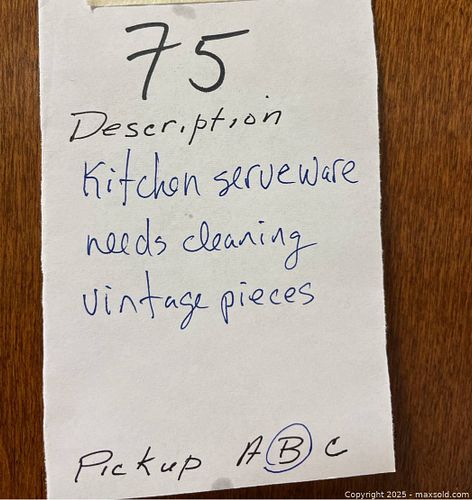 75
Description
Kitchen serveware
needs cleaning
vintage pieces
Pickup A B C
Copyright 2025 - maxsold.com